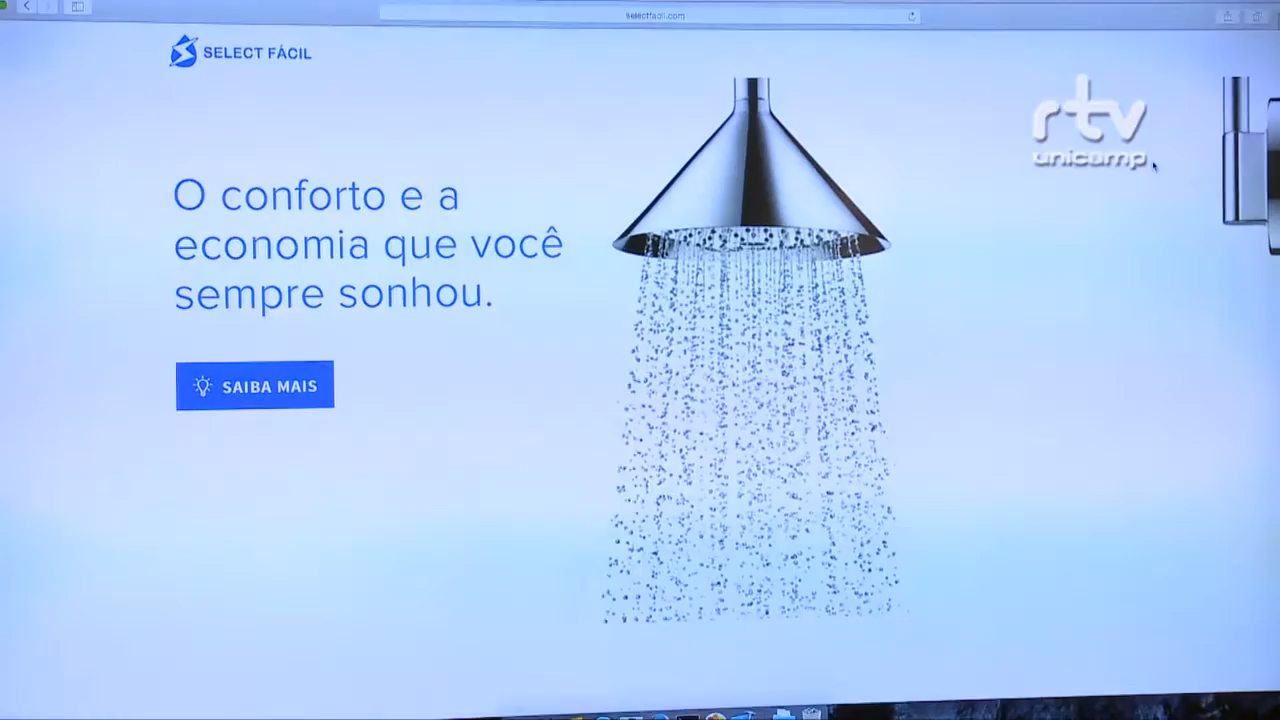 selectfacil.com
SELECT FÁCIL
rtv
unicamp
O conforto e a
economia que você
sempre sonhou.
SAIBA MAIS